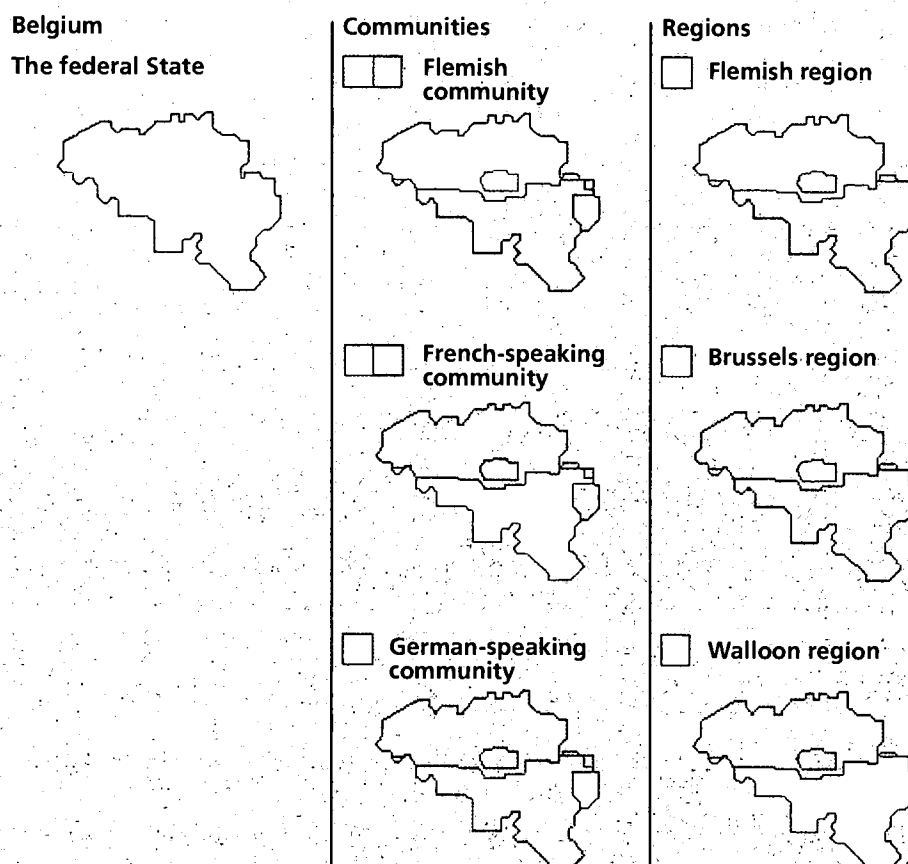 Belgium
The federal State
Communities
Flemish
community
French-speaking
community
German-speaking
community
Regions
Flemish region
Brussels region
Walloon region